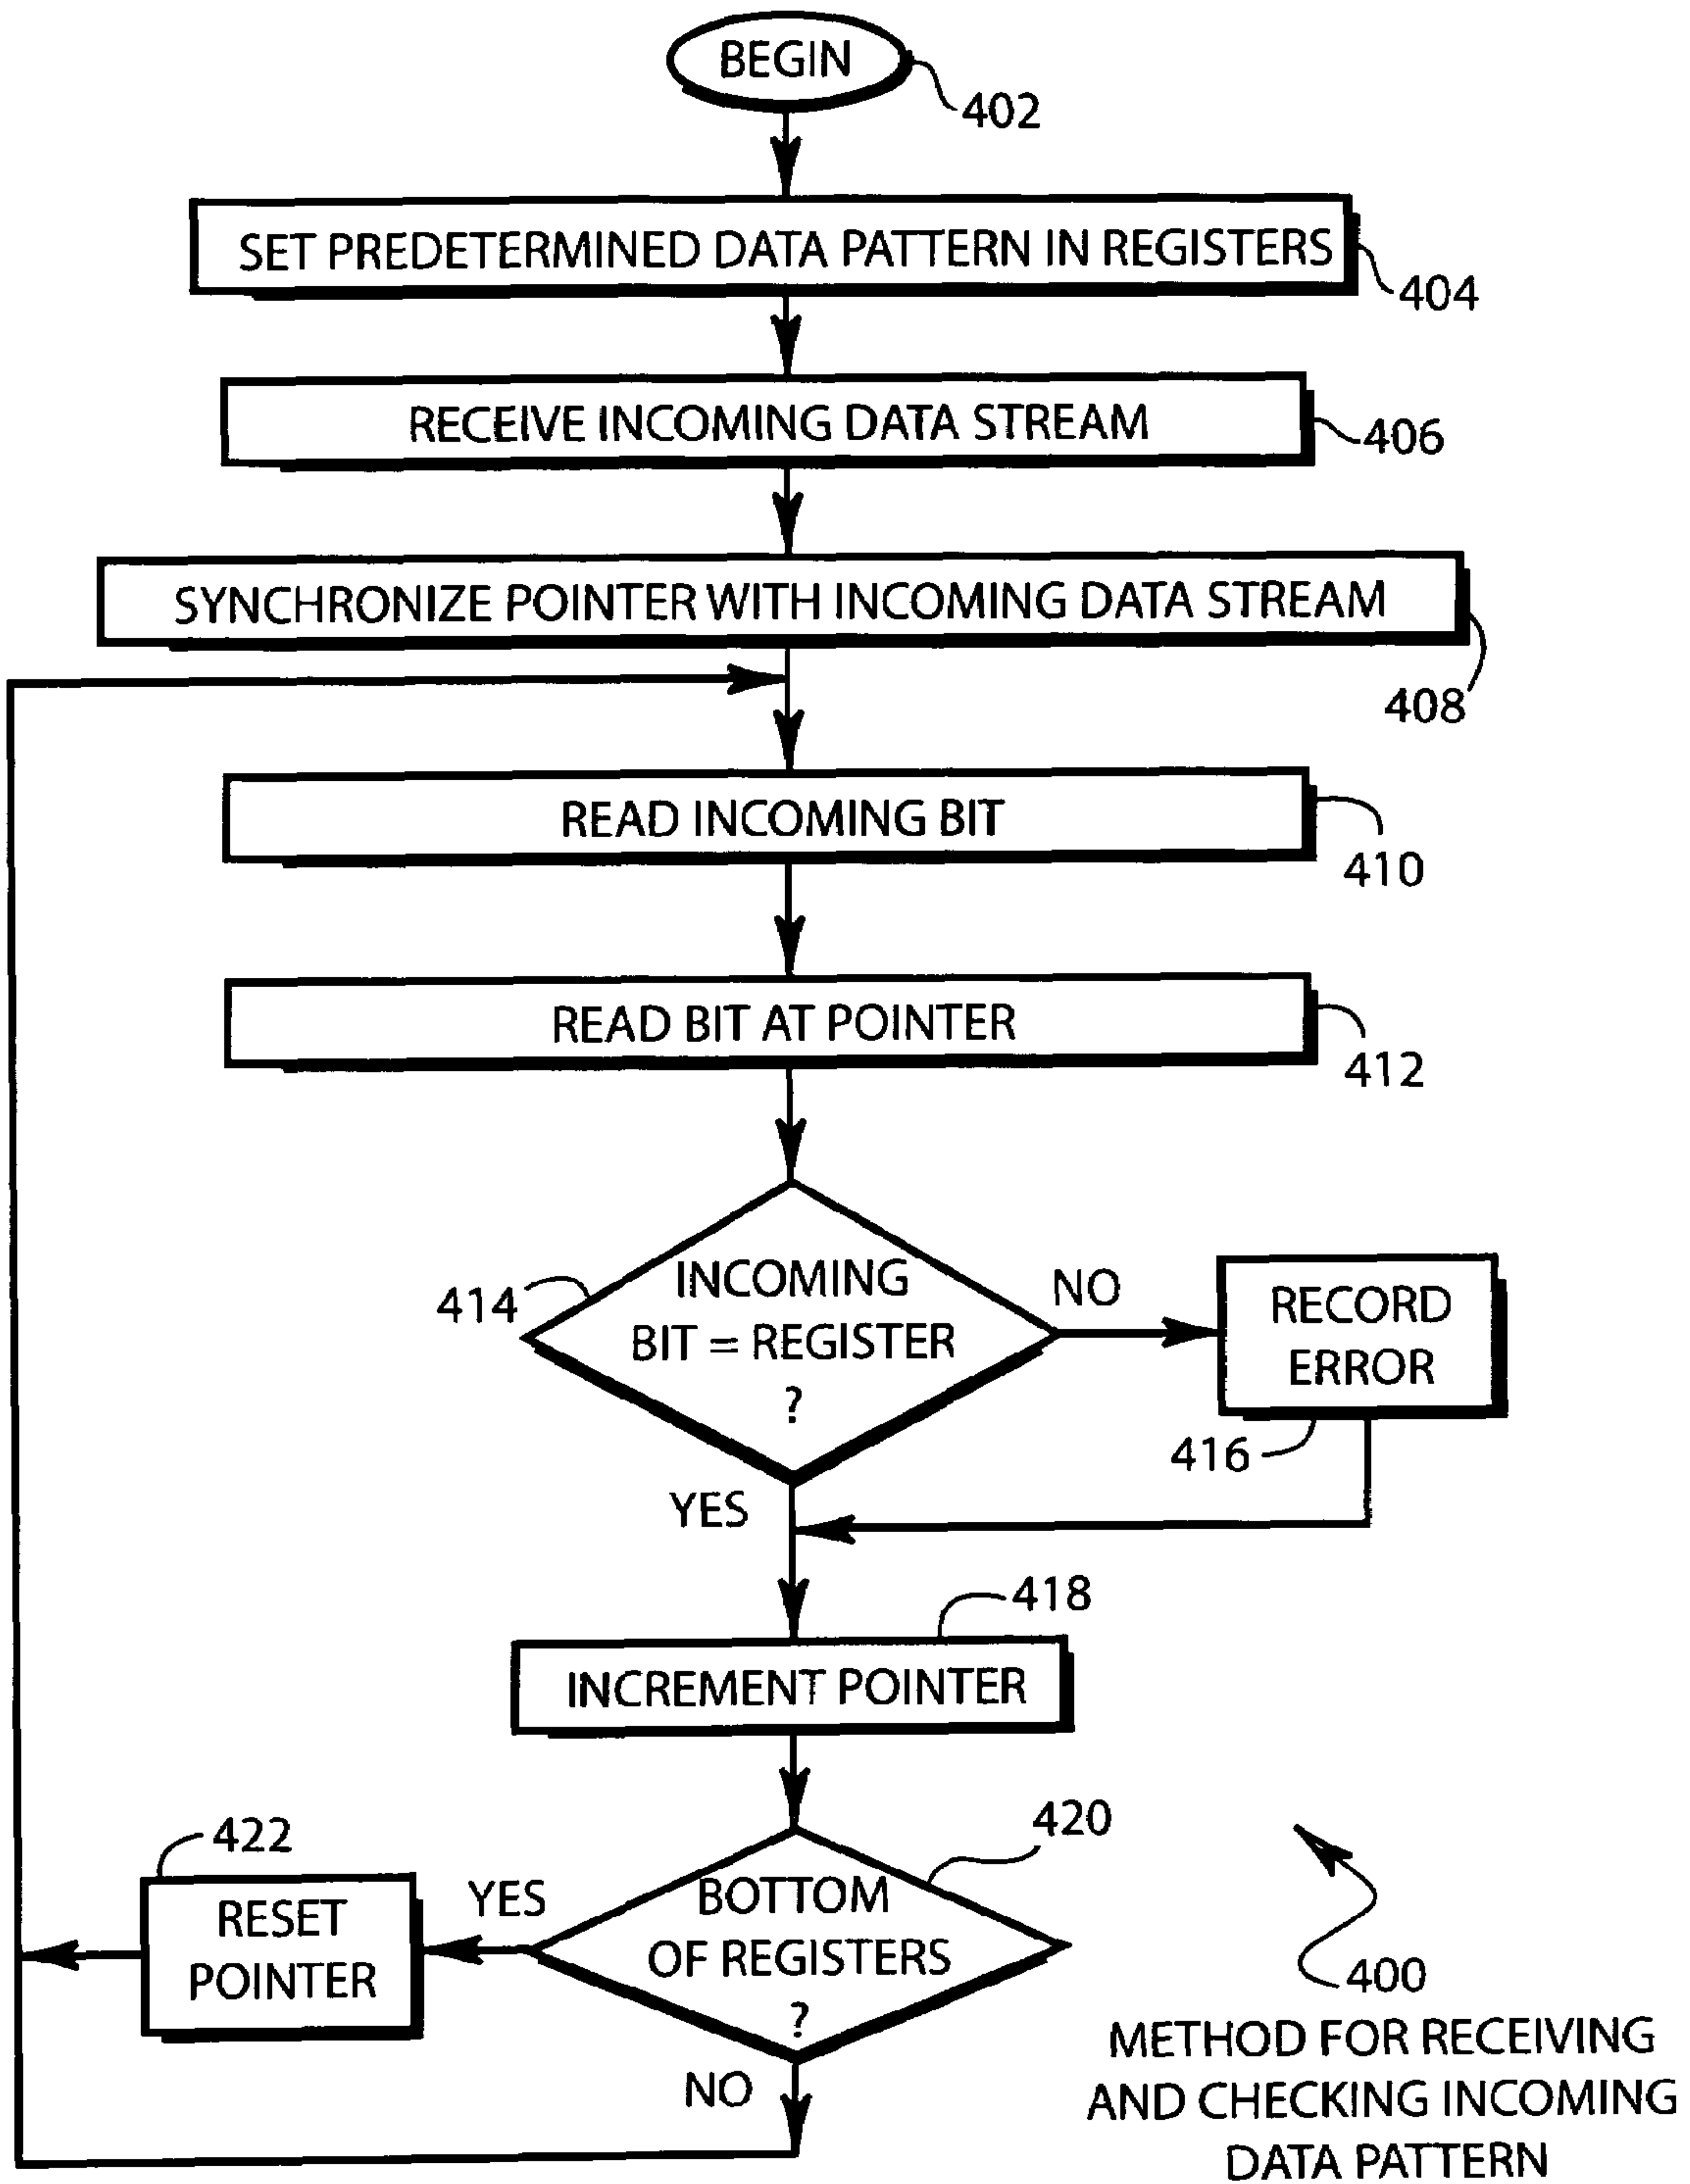 BEGIN
402
SET PREDETERMINED DATA PATTERN IN REGISTERS
404
RECEIVE INCOMING DATA STREAM
406
SYNCHRONIZE POINTER WITH INCOMING DATA STREAM
408
READ INCOMING BIT
410
READ BIT AT POINTER
412
414
INCOMING
BIT = REGISTER
?
NO
RECORD
ERROR
416
YES
418
INCREMENT POINTER
420
BOTTOM
OF REGISTERS
?
YES
422
RESET
POINTER
NO
400
METHOD FOR RECEIVING
AND CHECKING INCOMING
DATA PATTERN